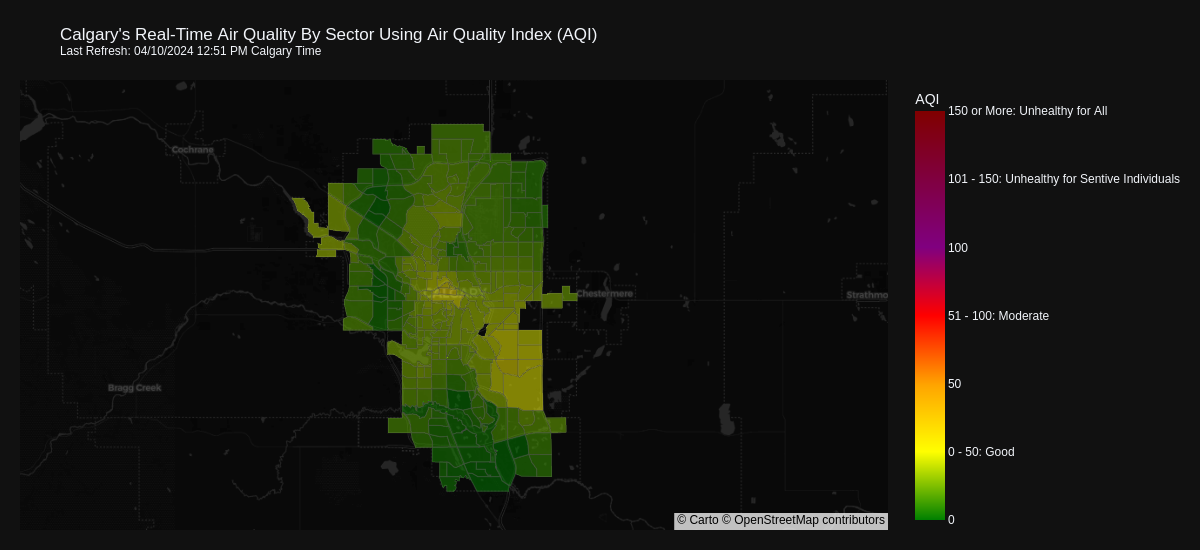 Calgary's Real-Time Air Quality By Sector Using Air Quality Index (AQI)
Last Refresh: 04/10/2024 12:51 PM Calgary Time
AQI
150 or More: Unhealthy for All
101 - 150: Unhealthy for Sentive Individuals
100
51 - 100: Moderate
50
0 - 50: Good
0
Cochrane
CALGARY
Chestermere
Strathmo
Bragg Creek
© Carto © OpenStreetMap contributors